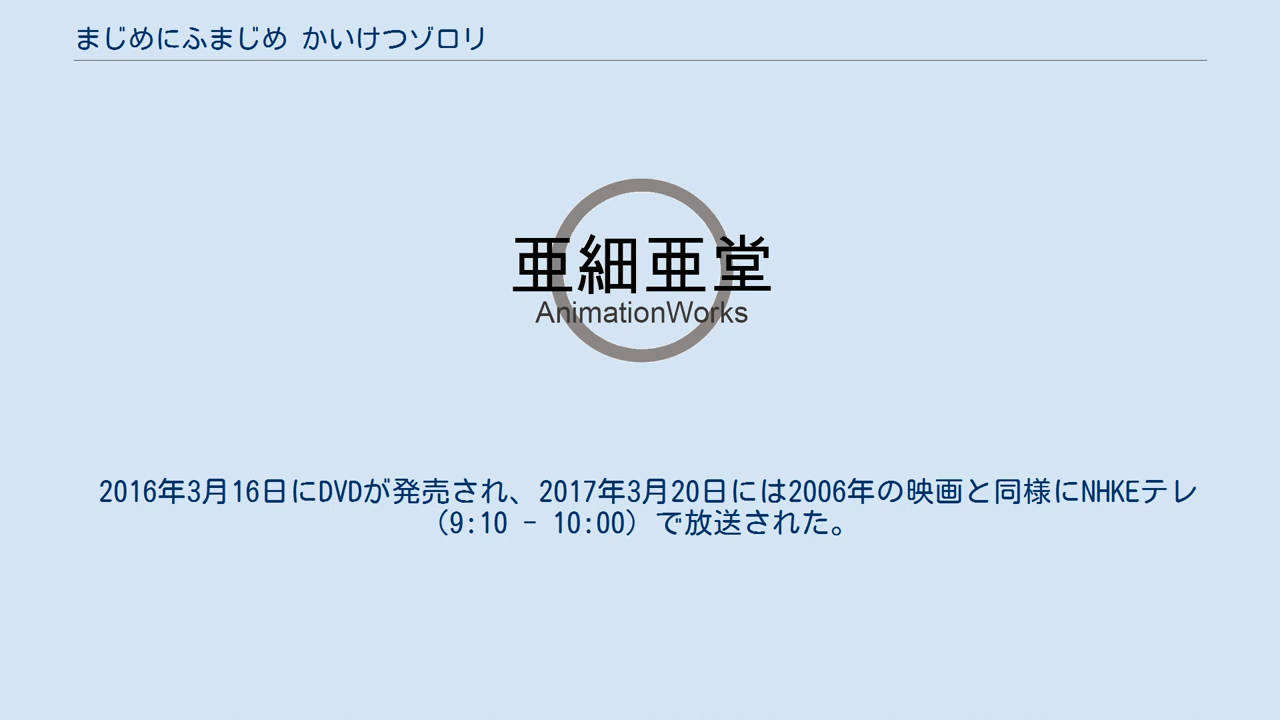 まじめにふまじめ かいけつゾロリ
亜細亜堂
AnimationWorks
2016年3月16日にDVDが発売され、2017年3月20日には2006年の映画と同様にNHKEテレ
（9:10 - 10:00）で放送された。